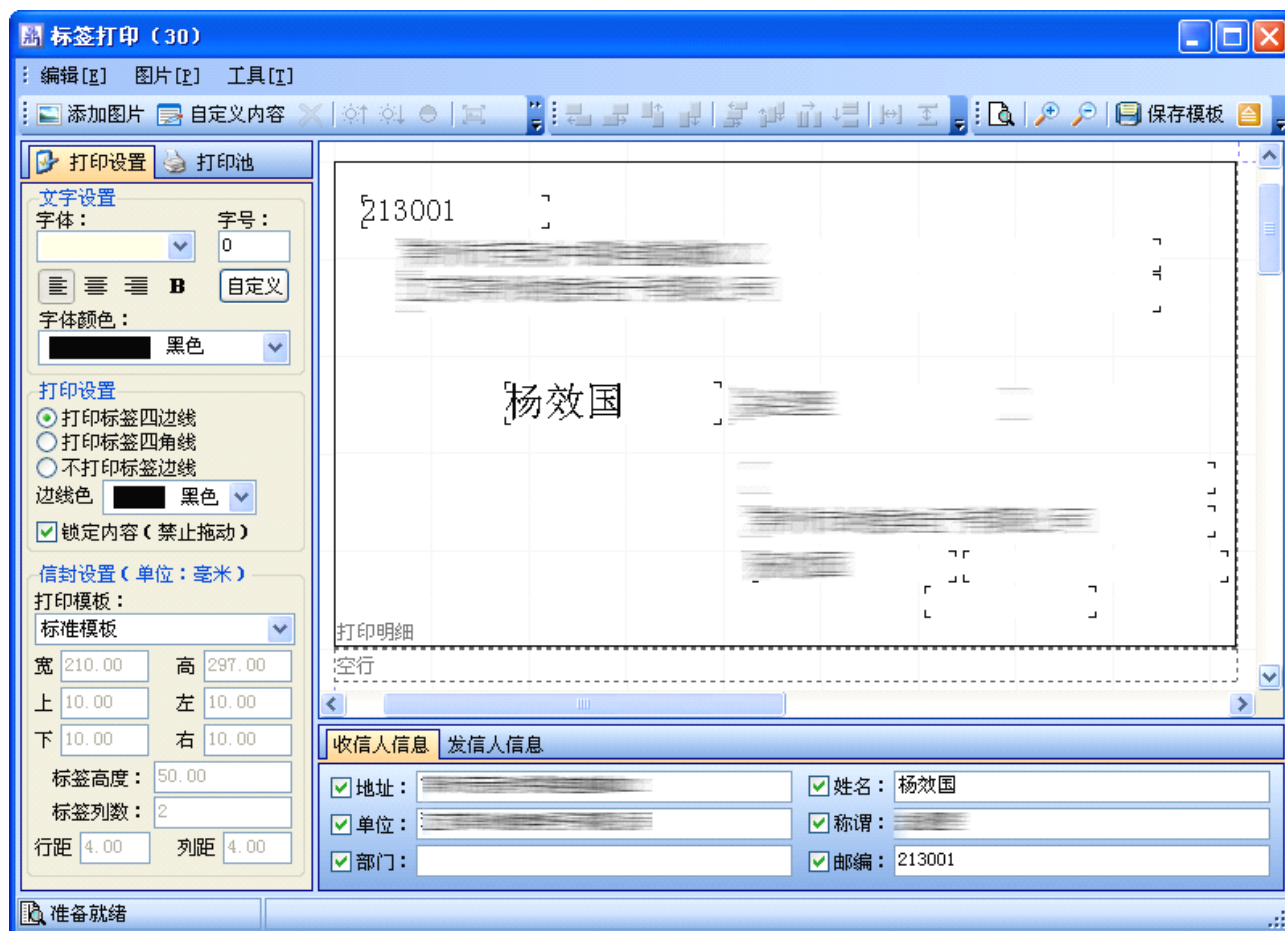 标签打印（30）
编辑[E] 图片[P] 工具[T]
添加图片 自定义内容 保存模板
打印设置 打印池
文字设置
字体： 字号：
0
B 自定义
字体颜色：
黑色
打印设置
打印标签四边线
打印标签四角线
不打印标签边线
边线色 黑色
锁定内容(禁止拖动)
信封设置(单位：毫米)
打印模板：
标准模板
宽 210.00 高 297.00
上 10.00 左 10.00
下 10.00 右 10.00
标签高度： 50.00
标签列数： 2
行距 4.00 列距 4.00
213001
杨效国
打印明细
空行
收信人信息 发信人信息
地址： 姓名： 杨效国
单位： 称谓：
部门： 邮编： 213001
准备就绪